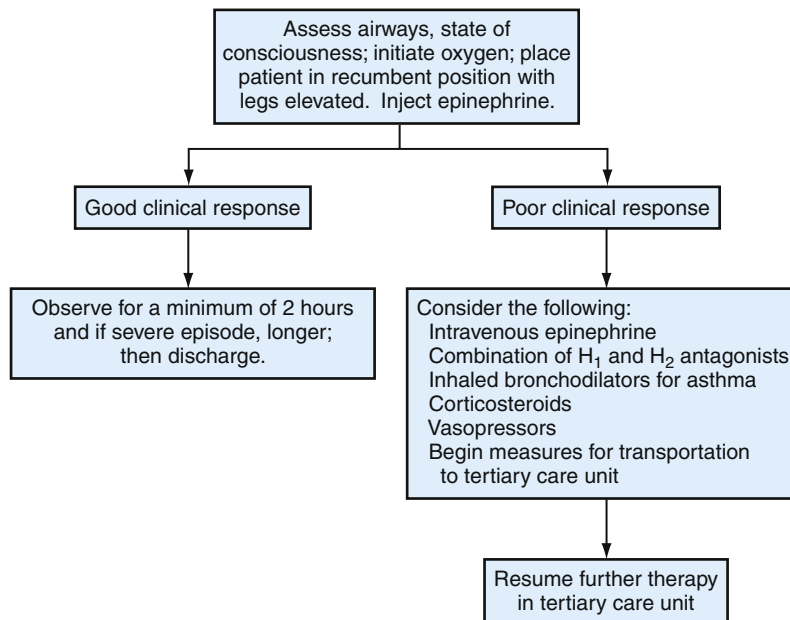 Assess airways, state of
consciousness; initiate oxygen; place
patient in recumbent position with
legs elevated.  Inject epinephrine.
Good clinical response
Poor clinical response
Observe for a minimum of 2 hours
and if severe episode, longer;
then discharge.
Consider the following:
Intravenous epinephrine
Combination of H₁ and H₂ antagonists
Inhaled bronchodilators for asthma
Corticosteroids
Vasopressors
Begin measures for transportation
to tertiary care unit
Resume further therapy
in tertiary care unit